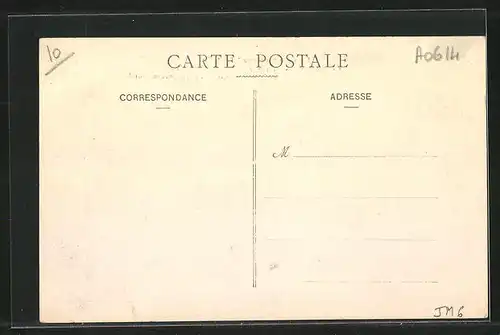 10
CARTE POSTALE
A0614
CORRESPONDANCE
ADRESSE
M
JM6